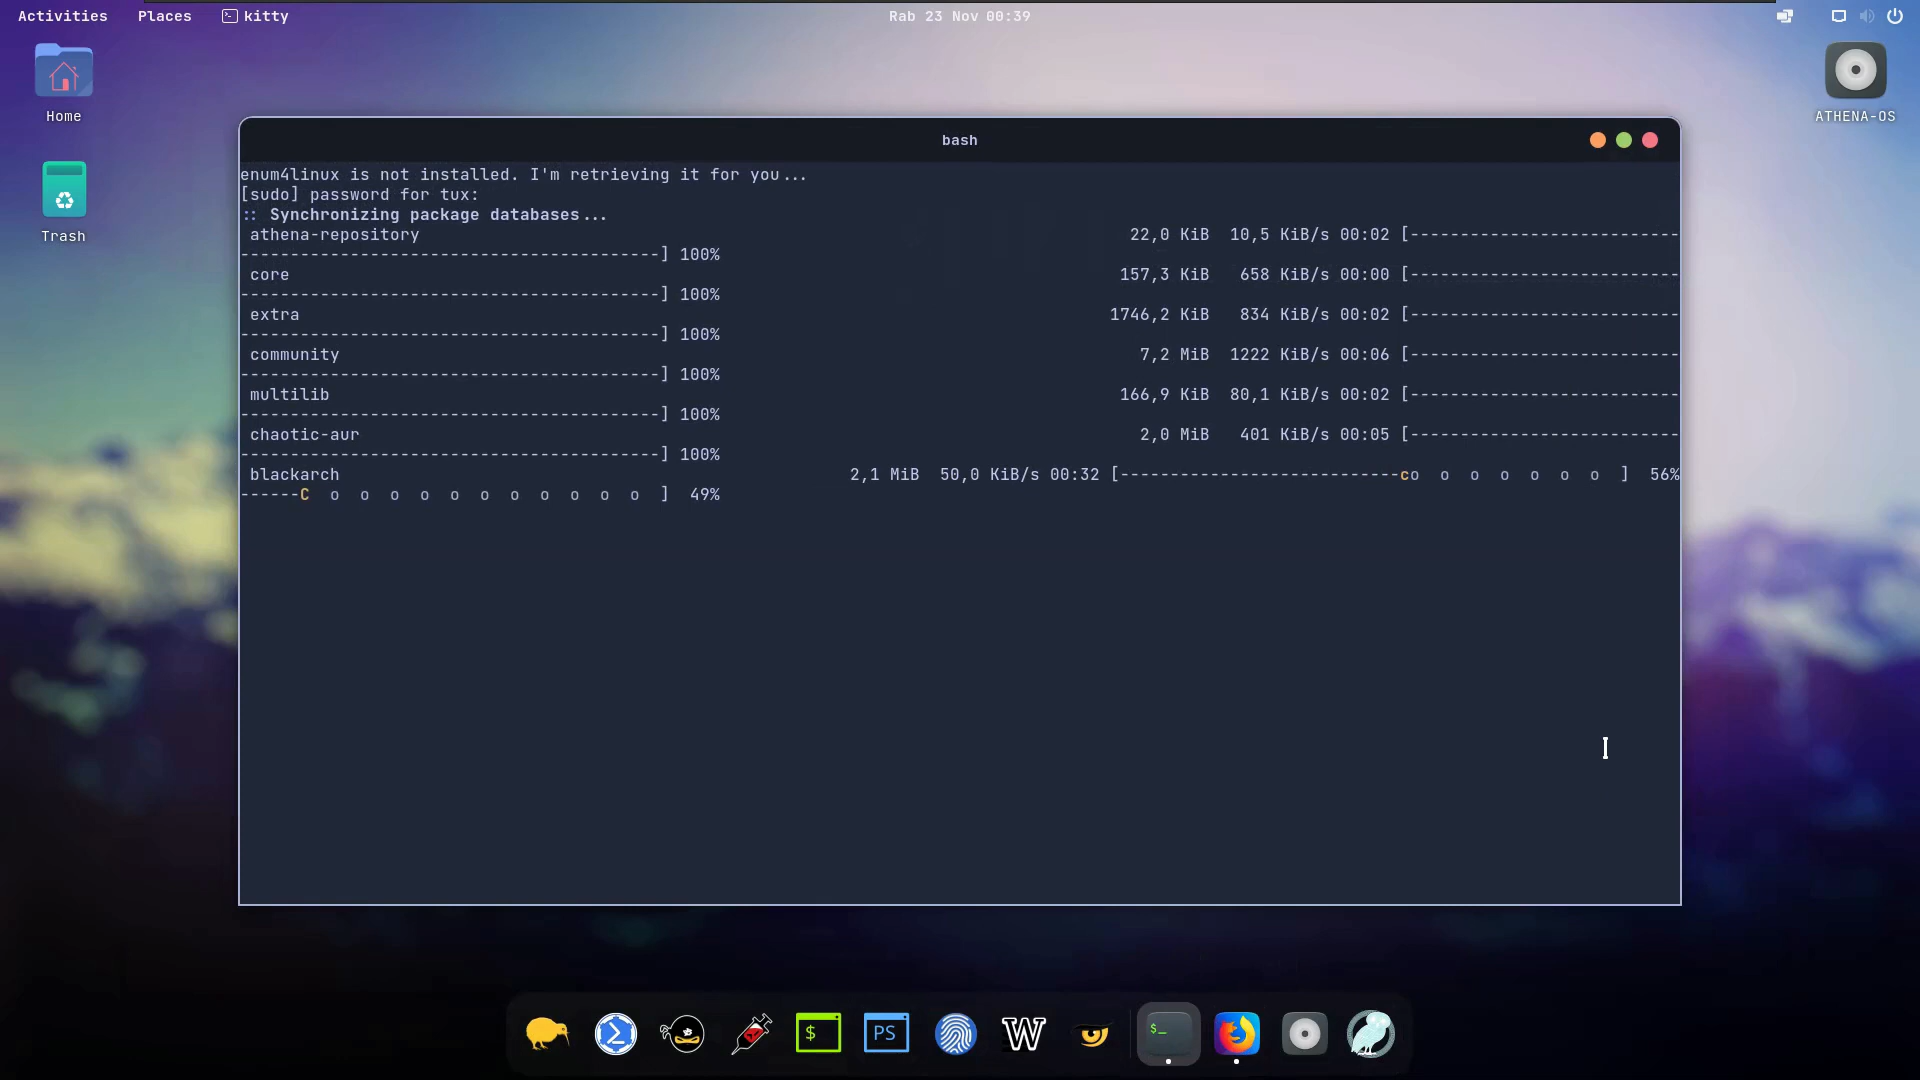 Activities Places kitty Rab 23 Nov 00:39
Home
Trash
ATHENA-OS
bash
enum4linux is not installed. I'm retrieving it for you...
[sudo] password for tux:
:: Synchronizing package databases...
athena-repository 22,0 KiB 10,5 KiB/s 00:02 [---------------------------
------------------------------------------] 100%
core 157,3 KiB 658 KiB/s 00:00 [---------------------------
------------------------------------------] 100%
extra 1746,2 KiB 834 KiB/s 00:02 [---------------------------
------------------------------------------] 100%
community 7,2 MiB 1222 KiB/s 00:06 [---------------------------
------------------------------------------] 100%
multilib 166,9 KiB 80,1 KiB/s 00:02 [---------------------------
------------------------------------------] 100%
chaotic-aur 2,0 MiB 401 KiB/s 00:05 [---------------------------
------------------------------------------] 100%
blackarch 2,1 MiB 50,0 KiB/s 00:32 [----------------------------co o o o o o o ] 56%
------C o o o o o o o o o o o ] 49%
$
PS
W
$_